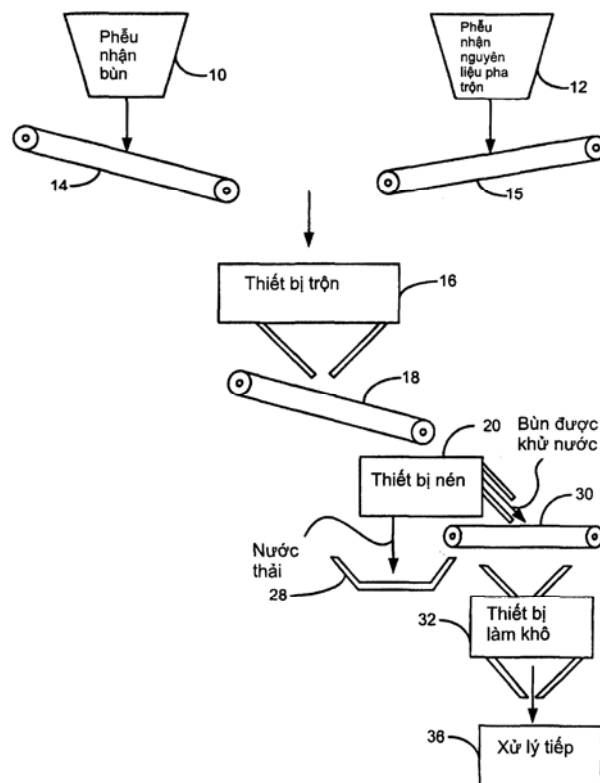 Phễu
nhận
bùn
10
Phễu
nhận
nguyên
liệu pha
trộn
12
14
15
Thiết bị trộn
16
18
20
Bùn được
khử nước
Thiết bị nén
30
Nước
thải
28
Thiết bị
làm khô
32
36
Xử lý tiếp